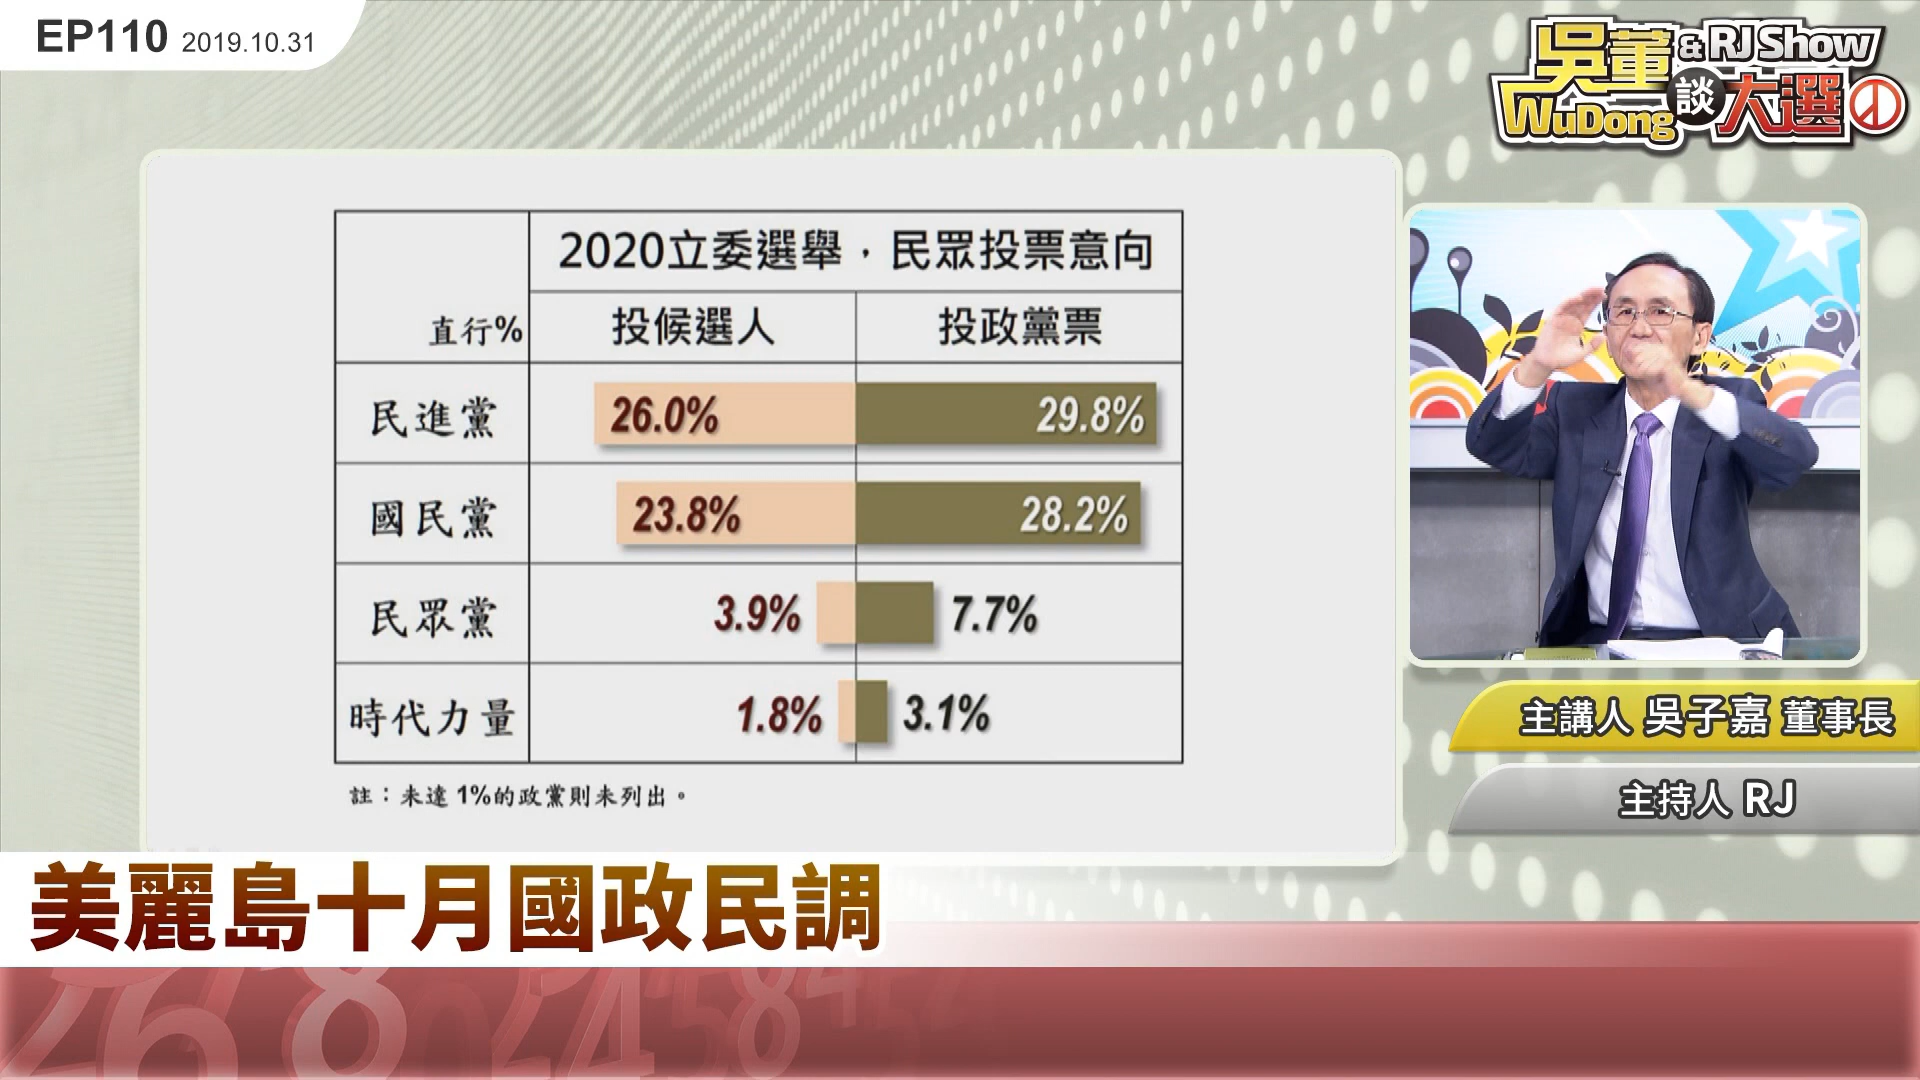 EP110 2019.10.31
吳董 & RJ Show
WuDong 談大選
2020立委選舉，民眾投票意向
直行% 投候選人 投政黨票
民進黨 26.0% 29.8%
國民黨 23.8% 28.2%
民眾黨 3.9% 7.7%
時代力量 1.8% 3.1%
註：未達 1%的政黨則未列出。
主講人 吳子嘉 董事長
主持人 RJ
美麗島十月國政民調